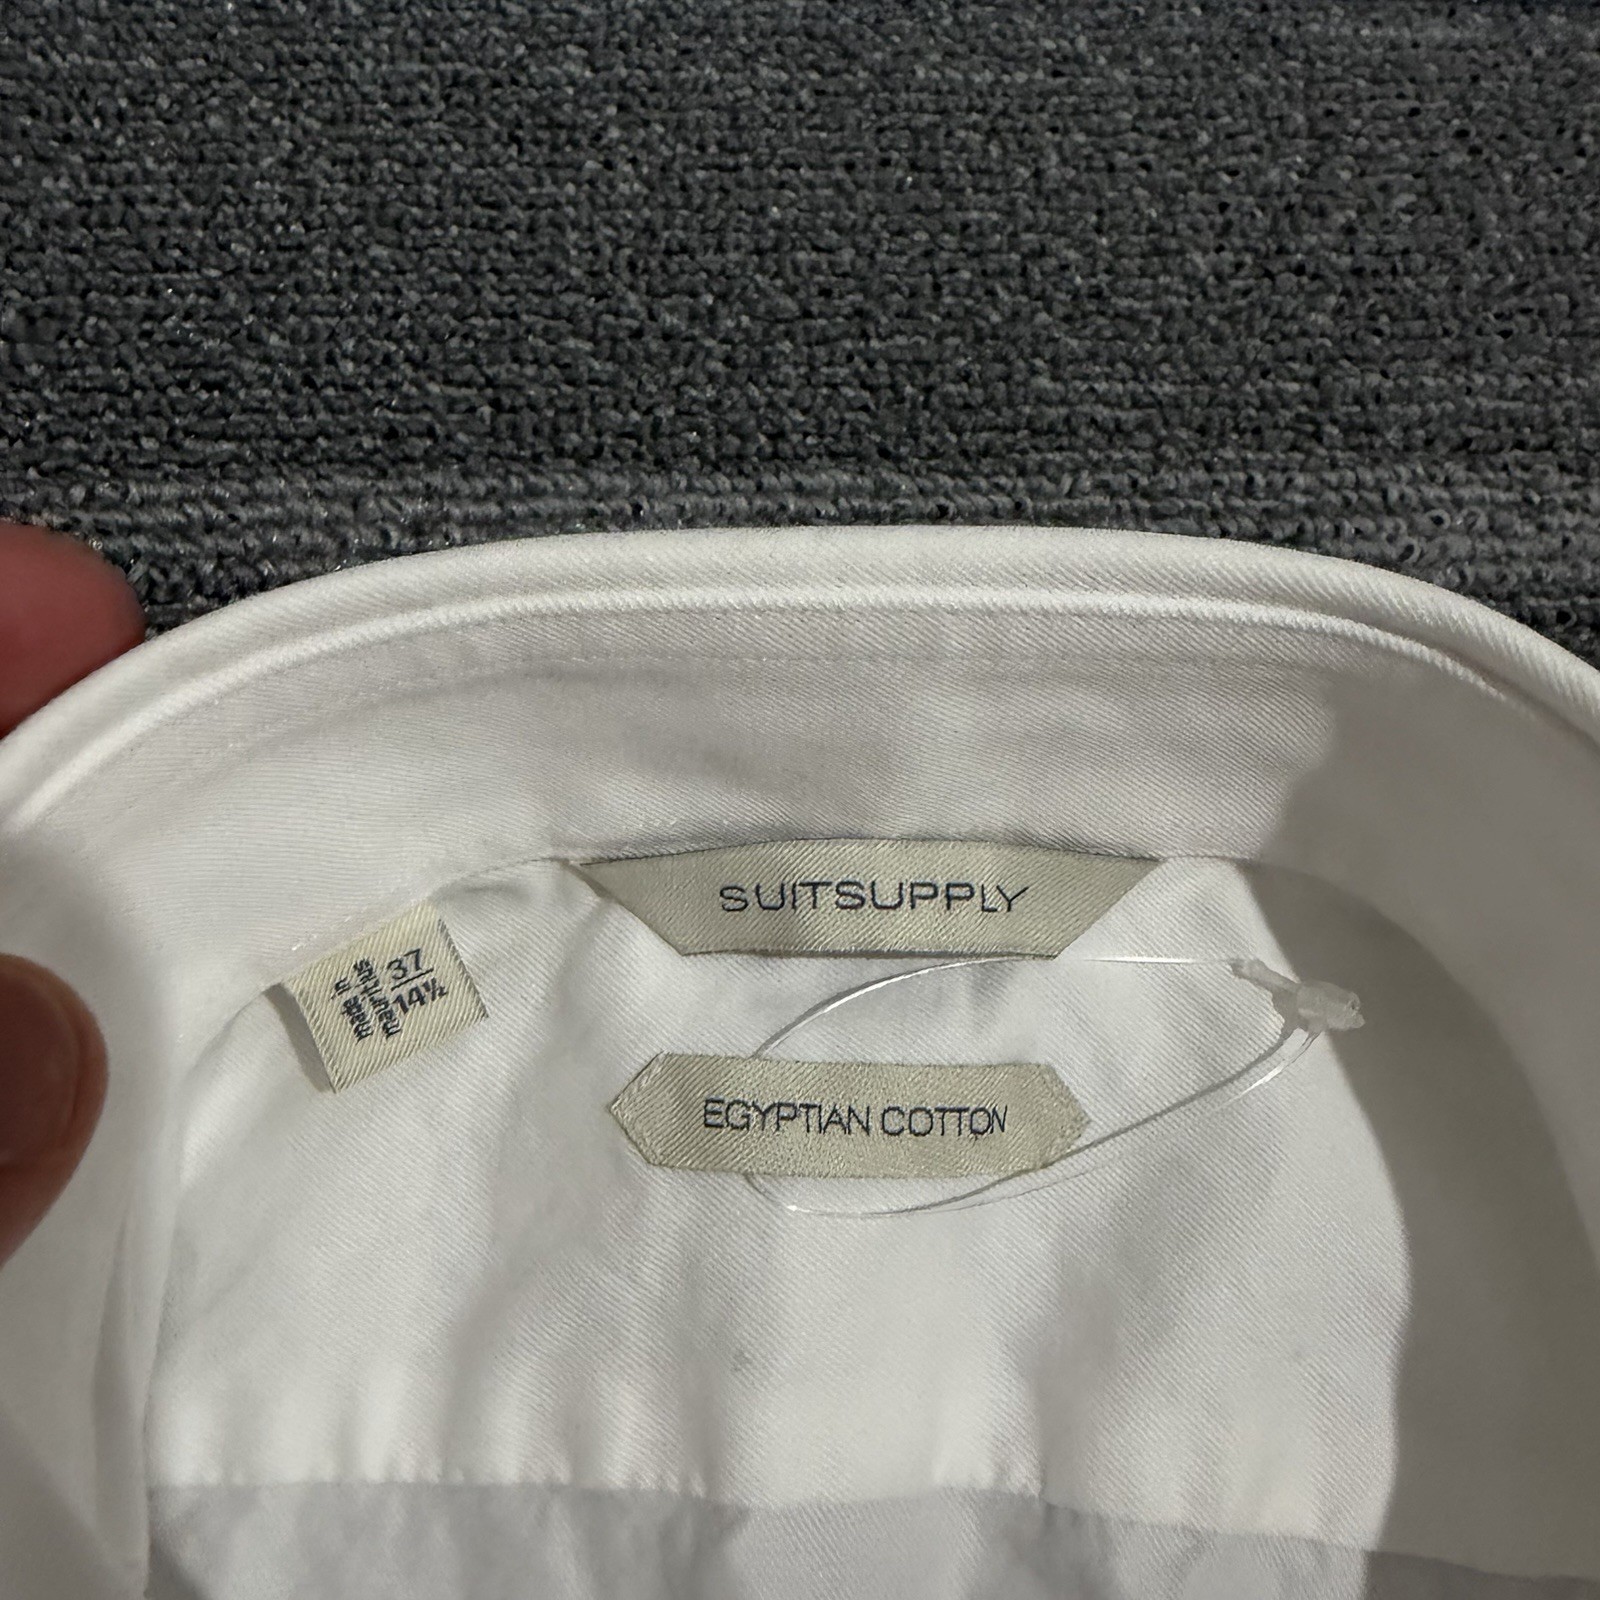 SUITSUPPLY
37
14½
made in
mauritius
EGYPTIAN COTTON